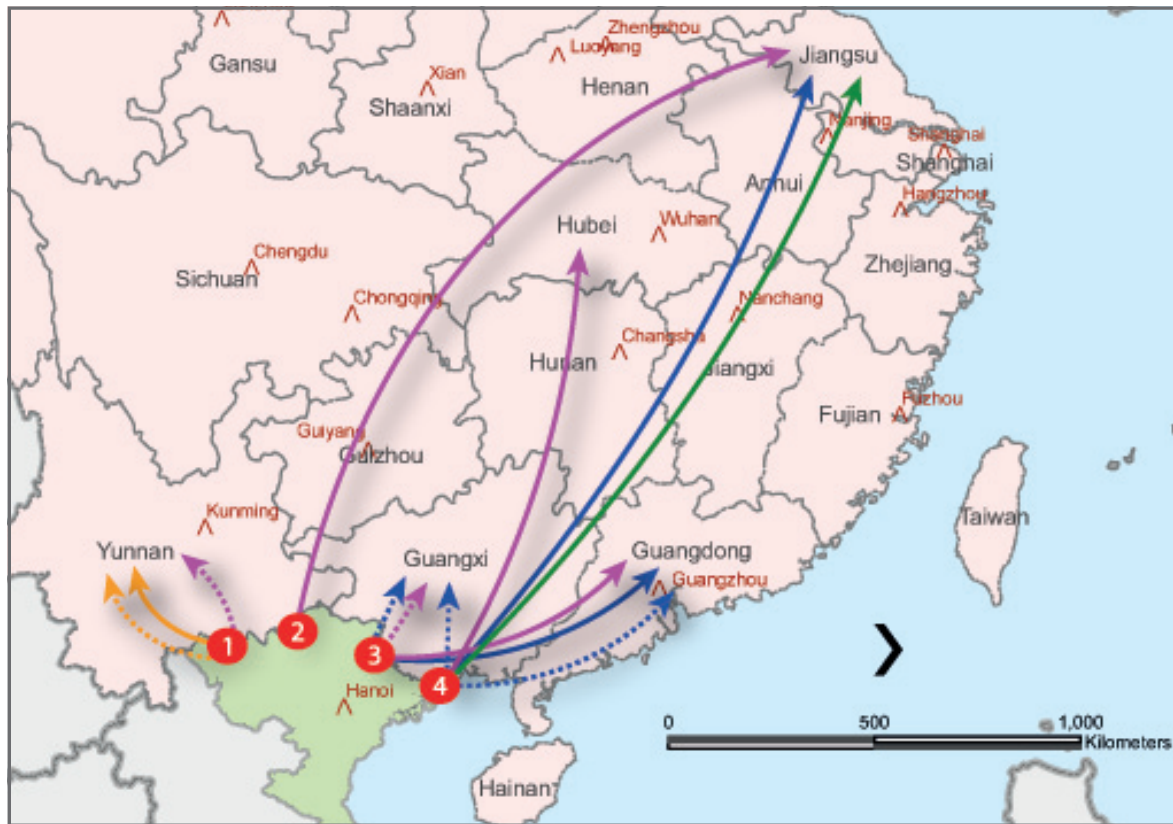 Zhengzhou
Luoyang
Jiangsu
Gansu
Xian
Henan
Shaanxi
Nanjing
Shanghai
Shanghai
Anhui
Hangzhou
Hubei
Wuhan
Zhejiang
Chengdu
Sichuan
Chongqing
Nanchang
Changsha
Hunan
Jiangxi
Fuzhou
Fujian
Guiyang
Guizhou
Kunming
Taiwan
Yunnan
Guangxi
Guangdong
Guangzhou
1
2
3
4
Hanoi
0 500 1,000
Kilometers
Hainan